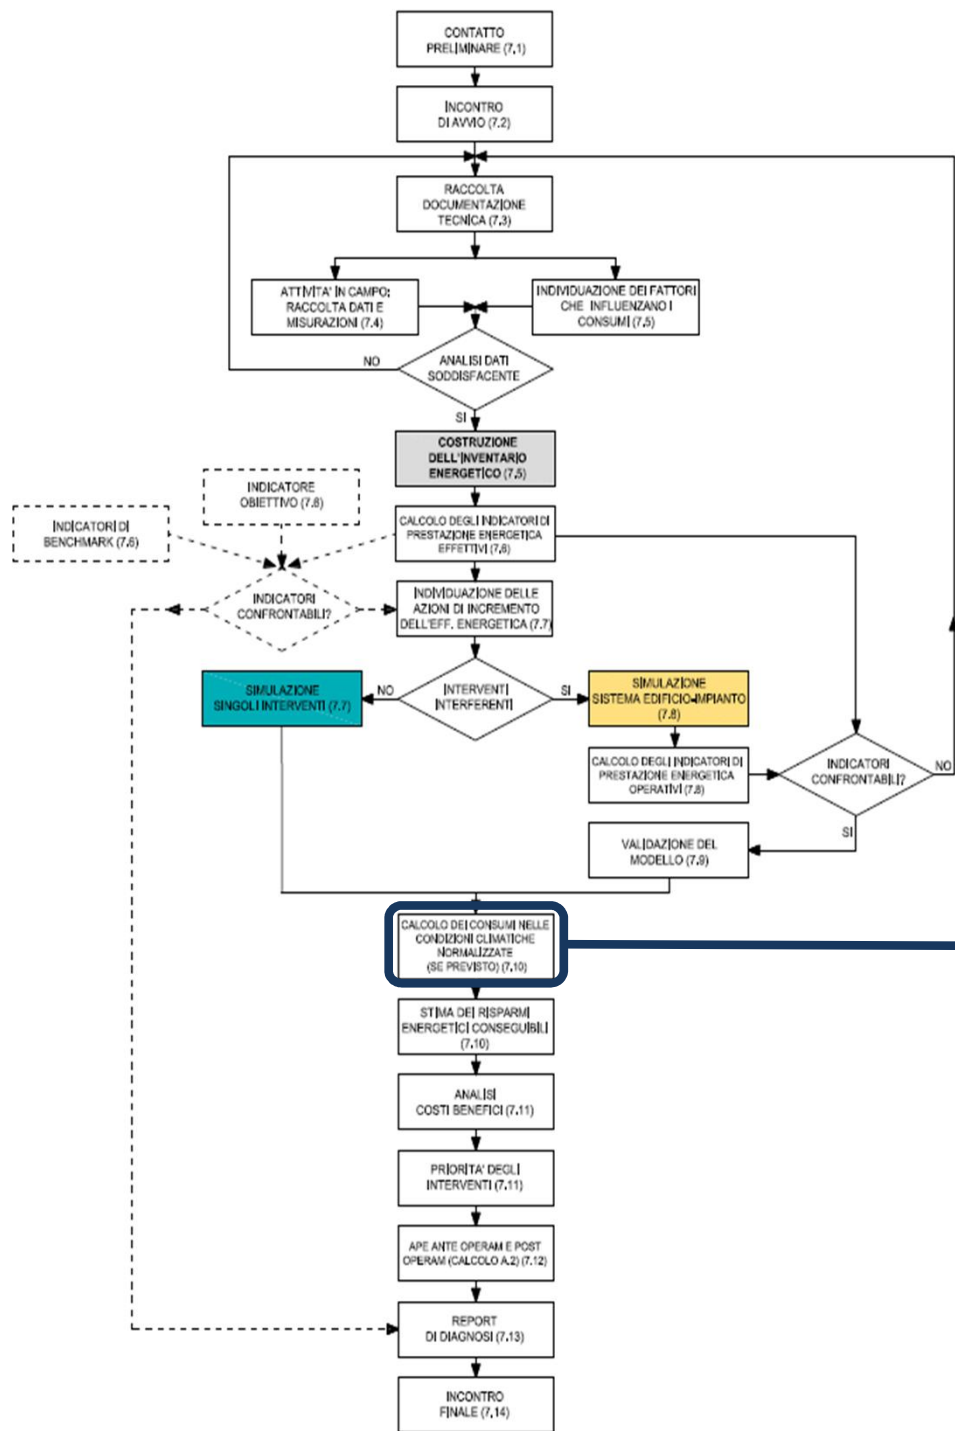 CONTATTO
PRELIMINARE (7.1)
INCONTRO
DI AVVIO (7.2)
RACCOLTA
DOCUMENTAZIONE
TECNICA (7.3)
ATTIVITA' IN CAMPO:
RACCOLTA DATI E
MISURAZIONI (7.4)
INDIVIDUAZIONE DEI FATTORI
CHE INFLUENZANO I
CONSUMI (7.5)
NO
ANALISI DATI
SODDISFACENTE
SI
COSTRUZIONE
DELL'INVENTARIO
ENERGETICO (7.5)
INDICATORE
OBIETTIVO (7.6)
INDICATORI DI
BENCHMARK (7.6)
CALCOLO DEGLI INDICATORI DI
PRESTAZIONE ENERGETICA
EFFETTIVI (7.6)
INDICATORI
CONFRONTABILI?
INDIVIDUAZIONE DELLE
AZIONI DI INCREMENTO
DELL'EFF. ENERGETICA (7.7)
SIMULAZIONE
SINGOLI INTERVENTI (7.7)
NO
INTERVENTI
INTERFERENTI
SI
SIMULAZIONE
SISTEMA EDIFICIO-IMPIANTO
(7.8)
CALCOLO DEGLI INDICATORI DI
PRESTAZIONE ENERGETICA
OPERATIVI (7.8)
INDICATORI
CONFRONTABILI?
NO
SI
VALIDAZIONE DEL
MODELLO (7.9)
CALCOLO DEI CONSUMI NELLE
CONDIZIONI CLIMATICHE
NORMALIZZATE
(SE PREVISTO) (7.10)
STIMA DEI RISPARMI
ENERGETICI CONSEGUIBILI
(7.10)
ANALISI
COSTI BENEFICI (7.11)
PRIORITA' DEGLI
INTERVENTI (7.11)
APE ANTE OPERAM E POST
OPERAM (CALCOLO A.2) (7.12)
REPORT
DI DIAGNOSI (7.13)
INCONTRO
FINALE (7.14)